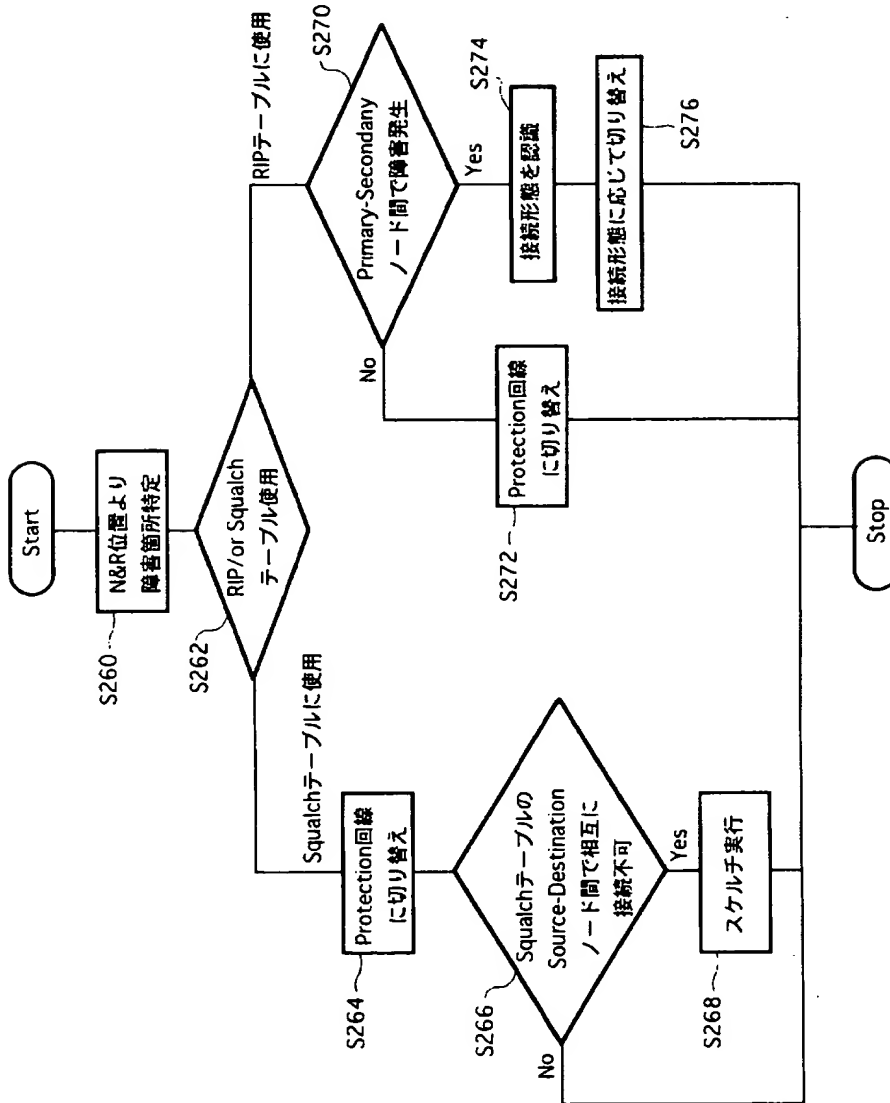 Start
S260
N&R位置より
障害箇所特定
S262
RIP/or Squalch
テーブル使用
Squalchテーブルに使用
RIPテーブルに使用
S264
Protection回線
に切り替え
S266
Squalchテーブルの
Source-Destination
ノード間で相互に
接続不可
No
Yes
S268
スケルチ実行
S270
Primary-Secondany
ノード間で障害発生
No
Yes
S272
Protection回線
に切り替え
S274
接続形態を認識
S276
接続形態に応じて切り替え
Stop